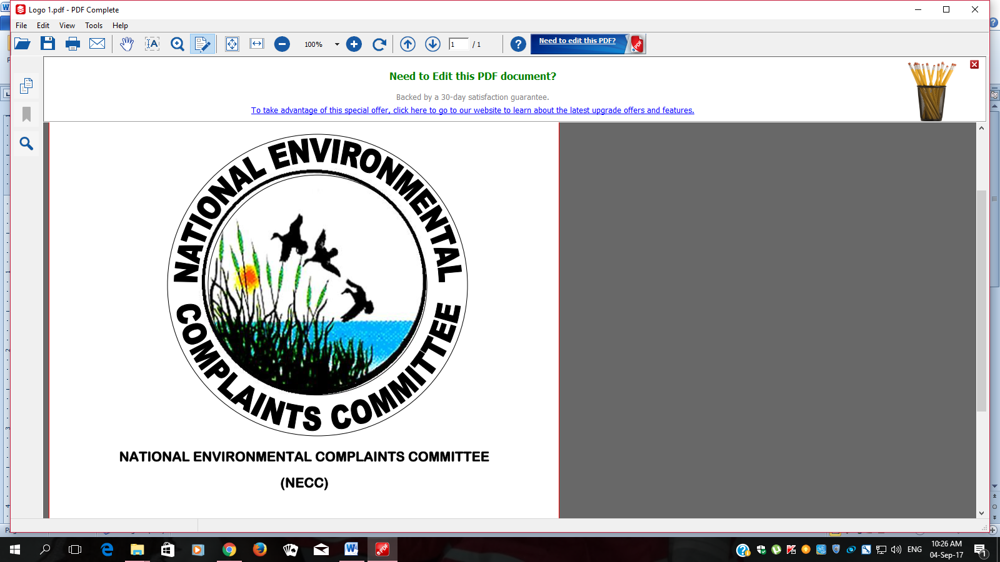 Logo 1.pdf - PDF Complete
File Edit View Tools Help
100%
1 / 1
Need to edit this PDF?
PDF
Need to Edit this PDF document?
Backed by a 30-day satisfaction guarantee.
To take advantage of this special offer, click here to go to our website to learn about the latest upgrade offers and features.
NATIONAL ENVIRONMENTAL
COMPLAINTS COMMITTEE
NATIONAL ENVIRONMENTAL COMPLAINTS COMMITTEE
(NECC)
ENG
10:26 AM
04-Sep-17
1